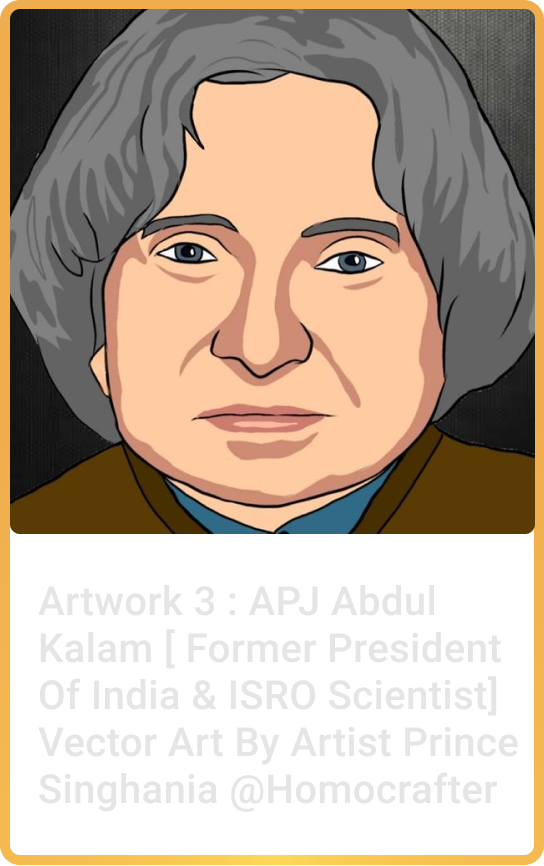 Artwork 3 : APJ Abdul
Kalam [ Former President
Of India & ISRO Scientist]
Vector Art By Artist Prince
Singhania @Homocrafter